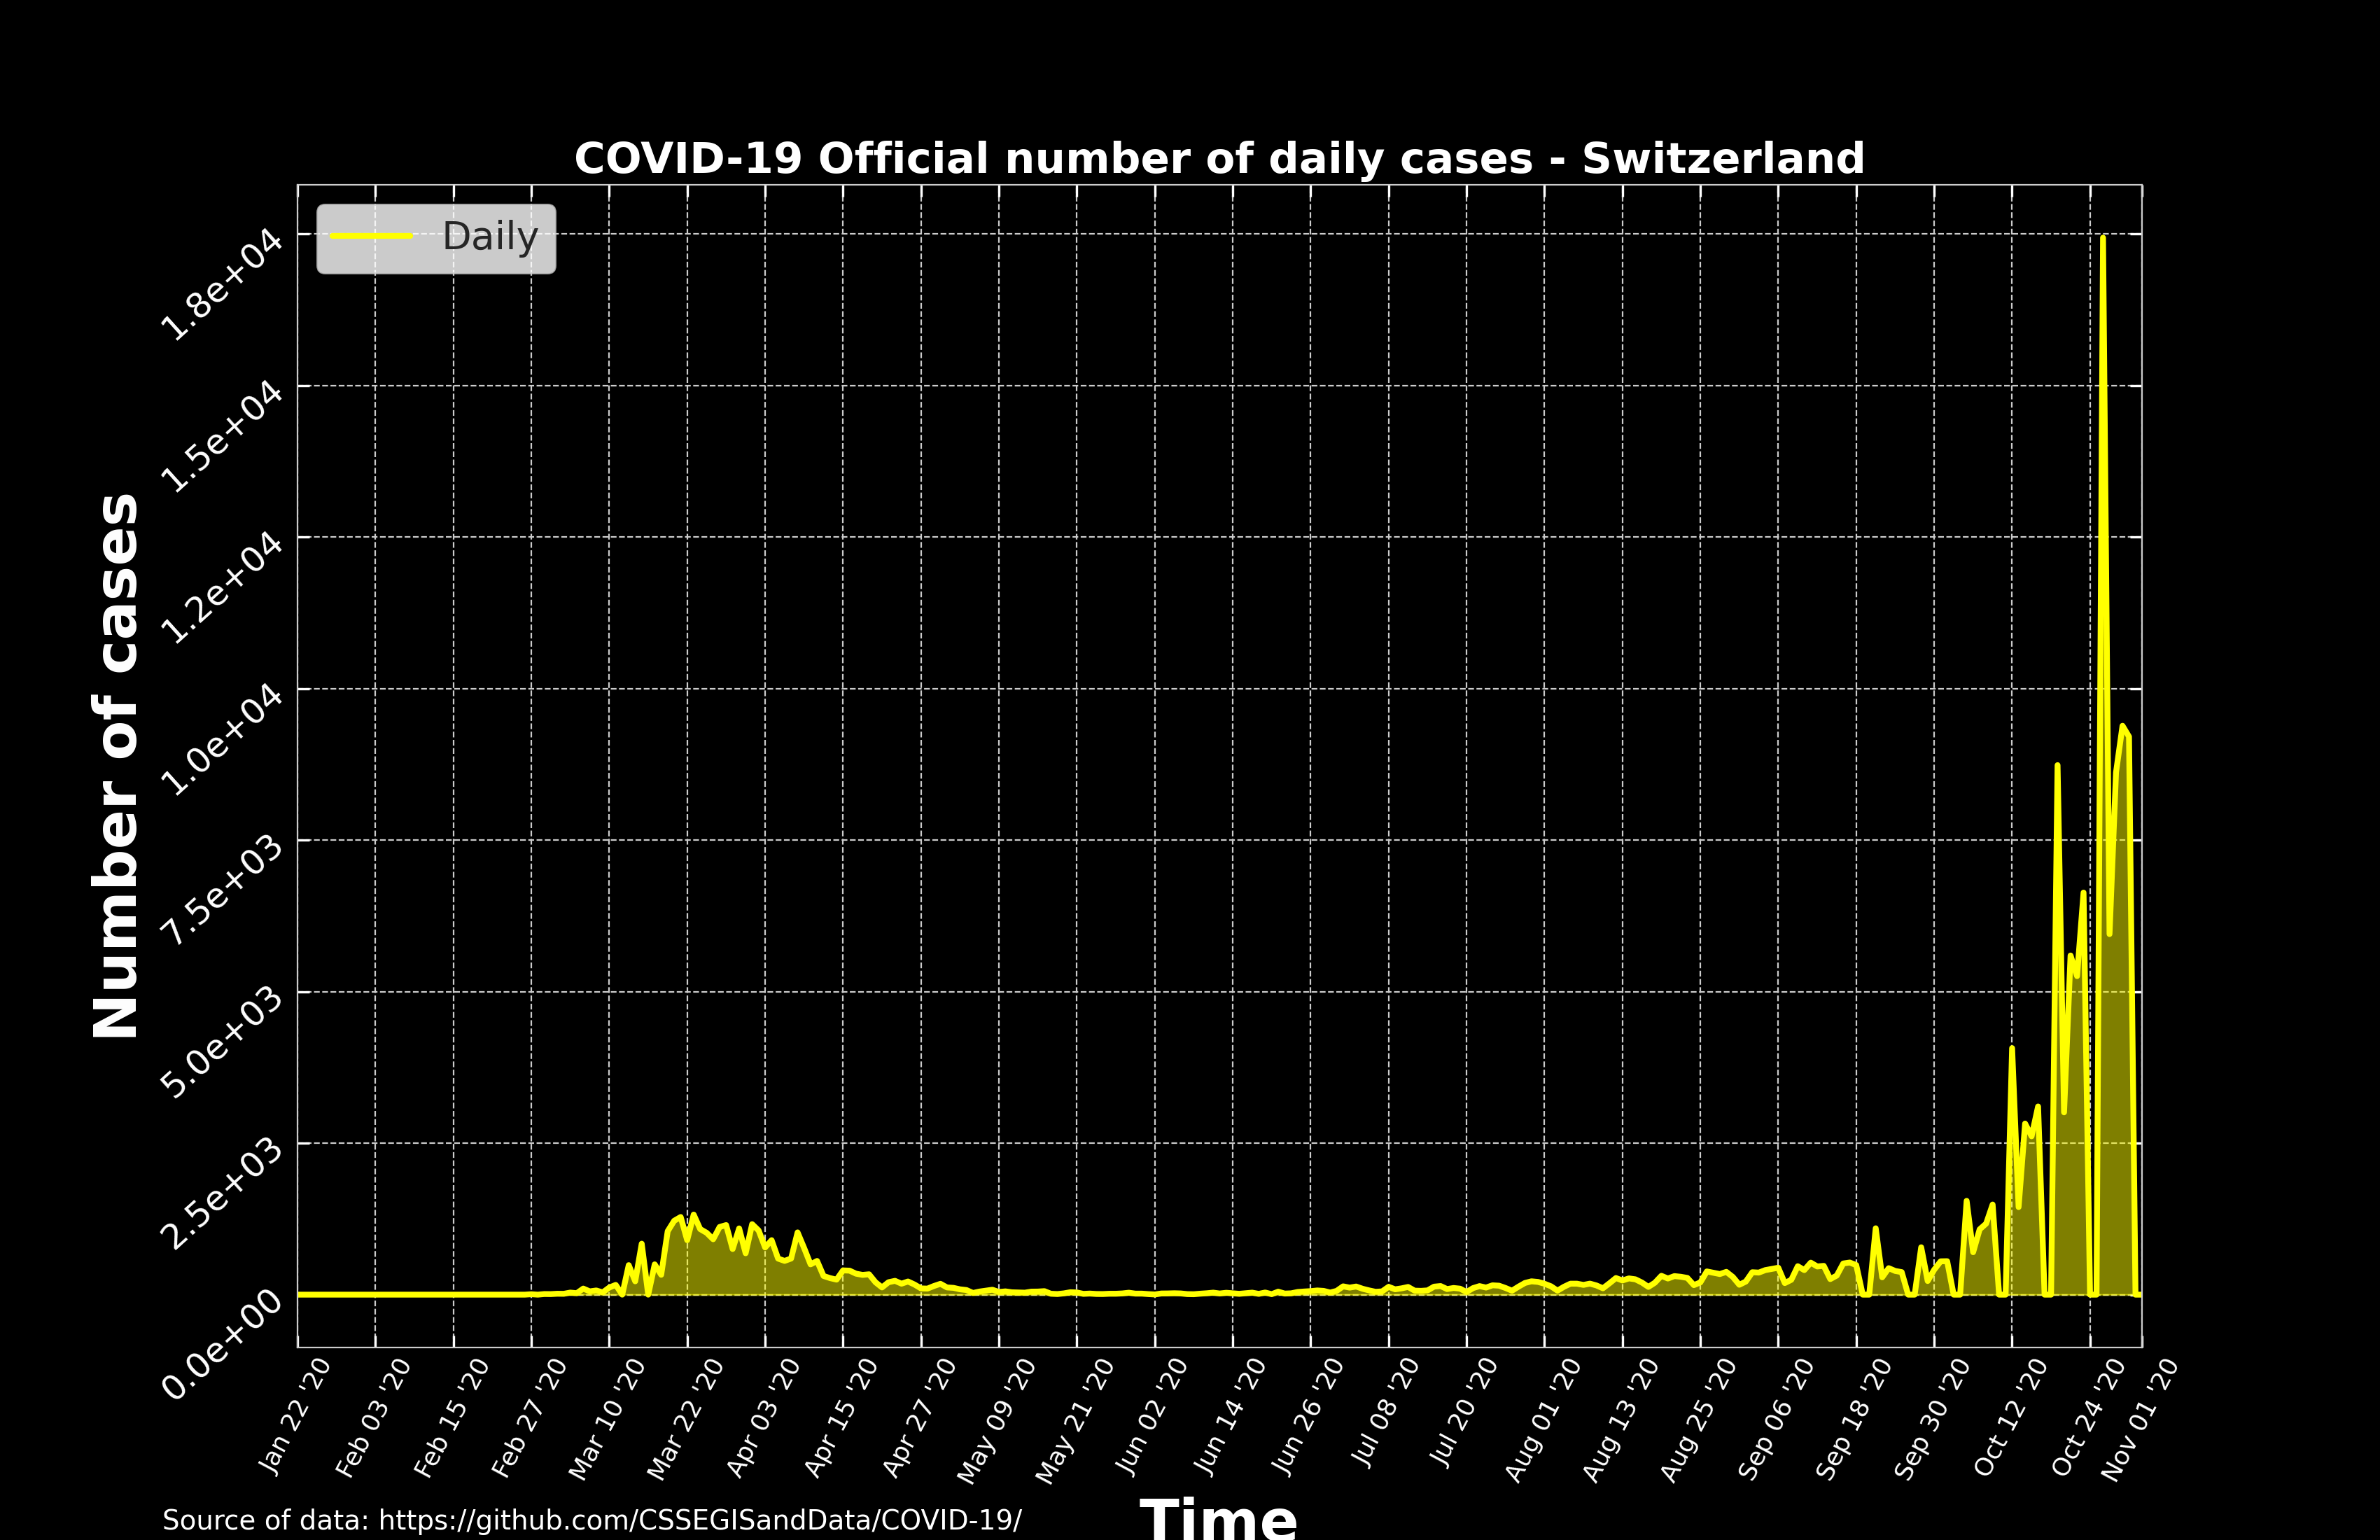 COVID-19 Official number of daily cases - Switzerland
Daily
Number of cases
1.8e+04
1.5e+04
1.2e+04
1.0e+04
7.5e+03
5.0e+03
2.5e+03
0.0e+00
Jan 22 '20
Feb 03 '20
Feb 15 '20
Feb 27 '20
Mar 10 '20
Mar 22 '20
Apr 03 '20
Apr 15 '20
Apr 27 '20
May 09 '20
May 21 '20
Jun 02 '20
Jun 14 '20
Jun 26 '20
Jul 08 '20
Jul 20 '20
Aug 01 '20
Aug 13 '20
Aug 25 '20
Sep 06 '20
Sep 18 '20
Sep 30 '20
Oct 12 '20
Oct 24 '20
Nov 01 '20
Time
Source of data: https://github.com/CSSEGISandData/COVID-19/